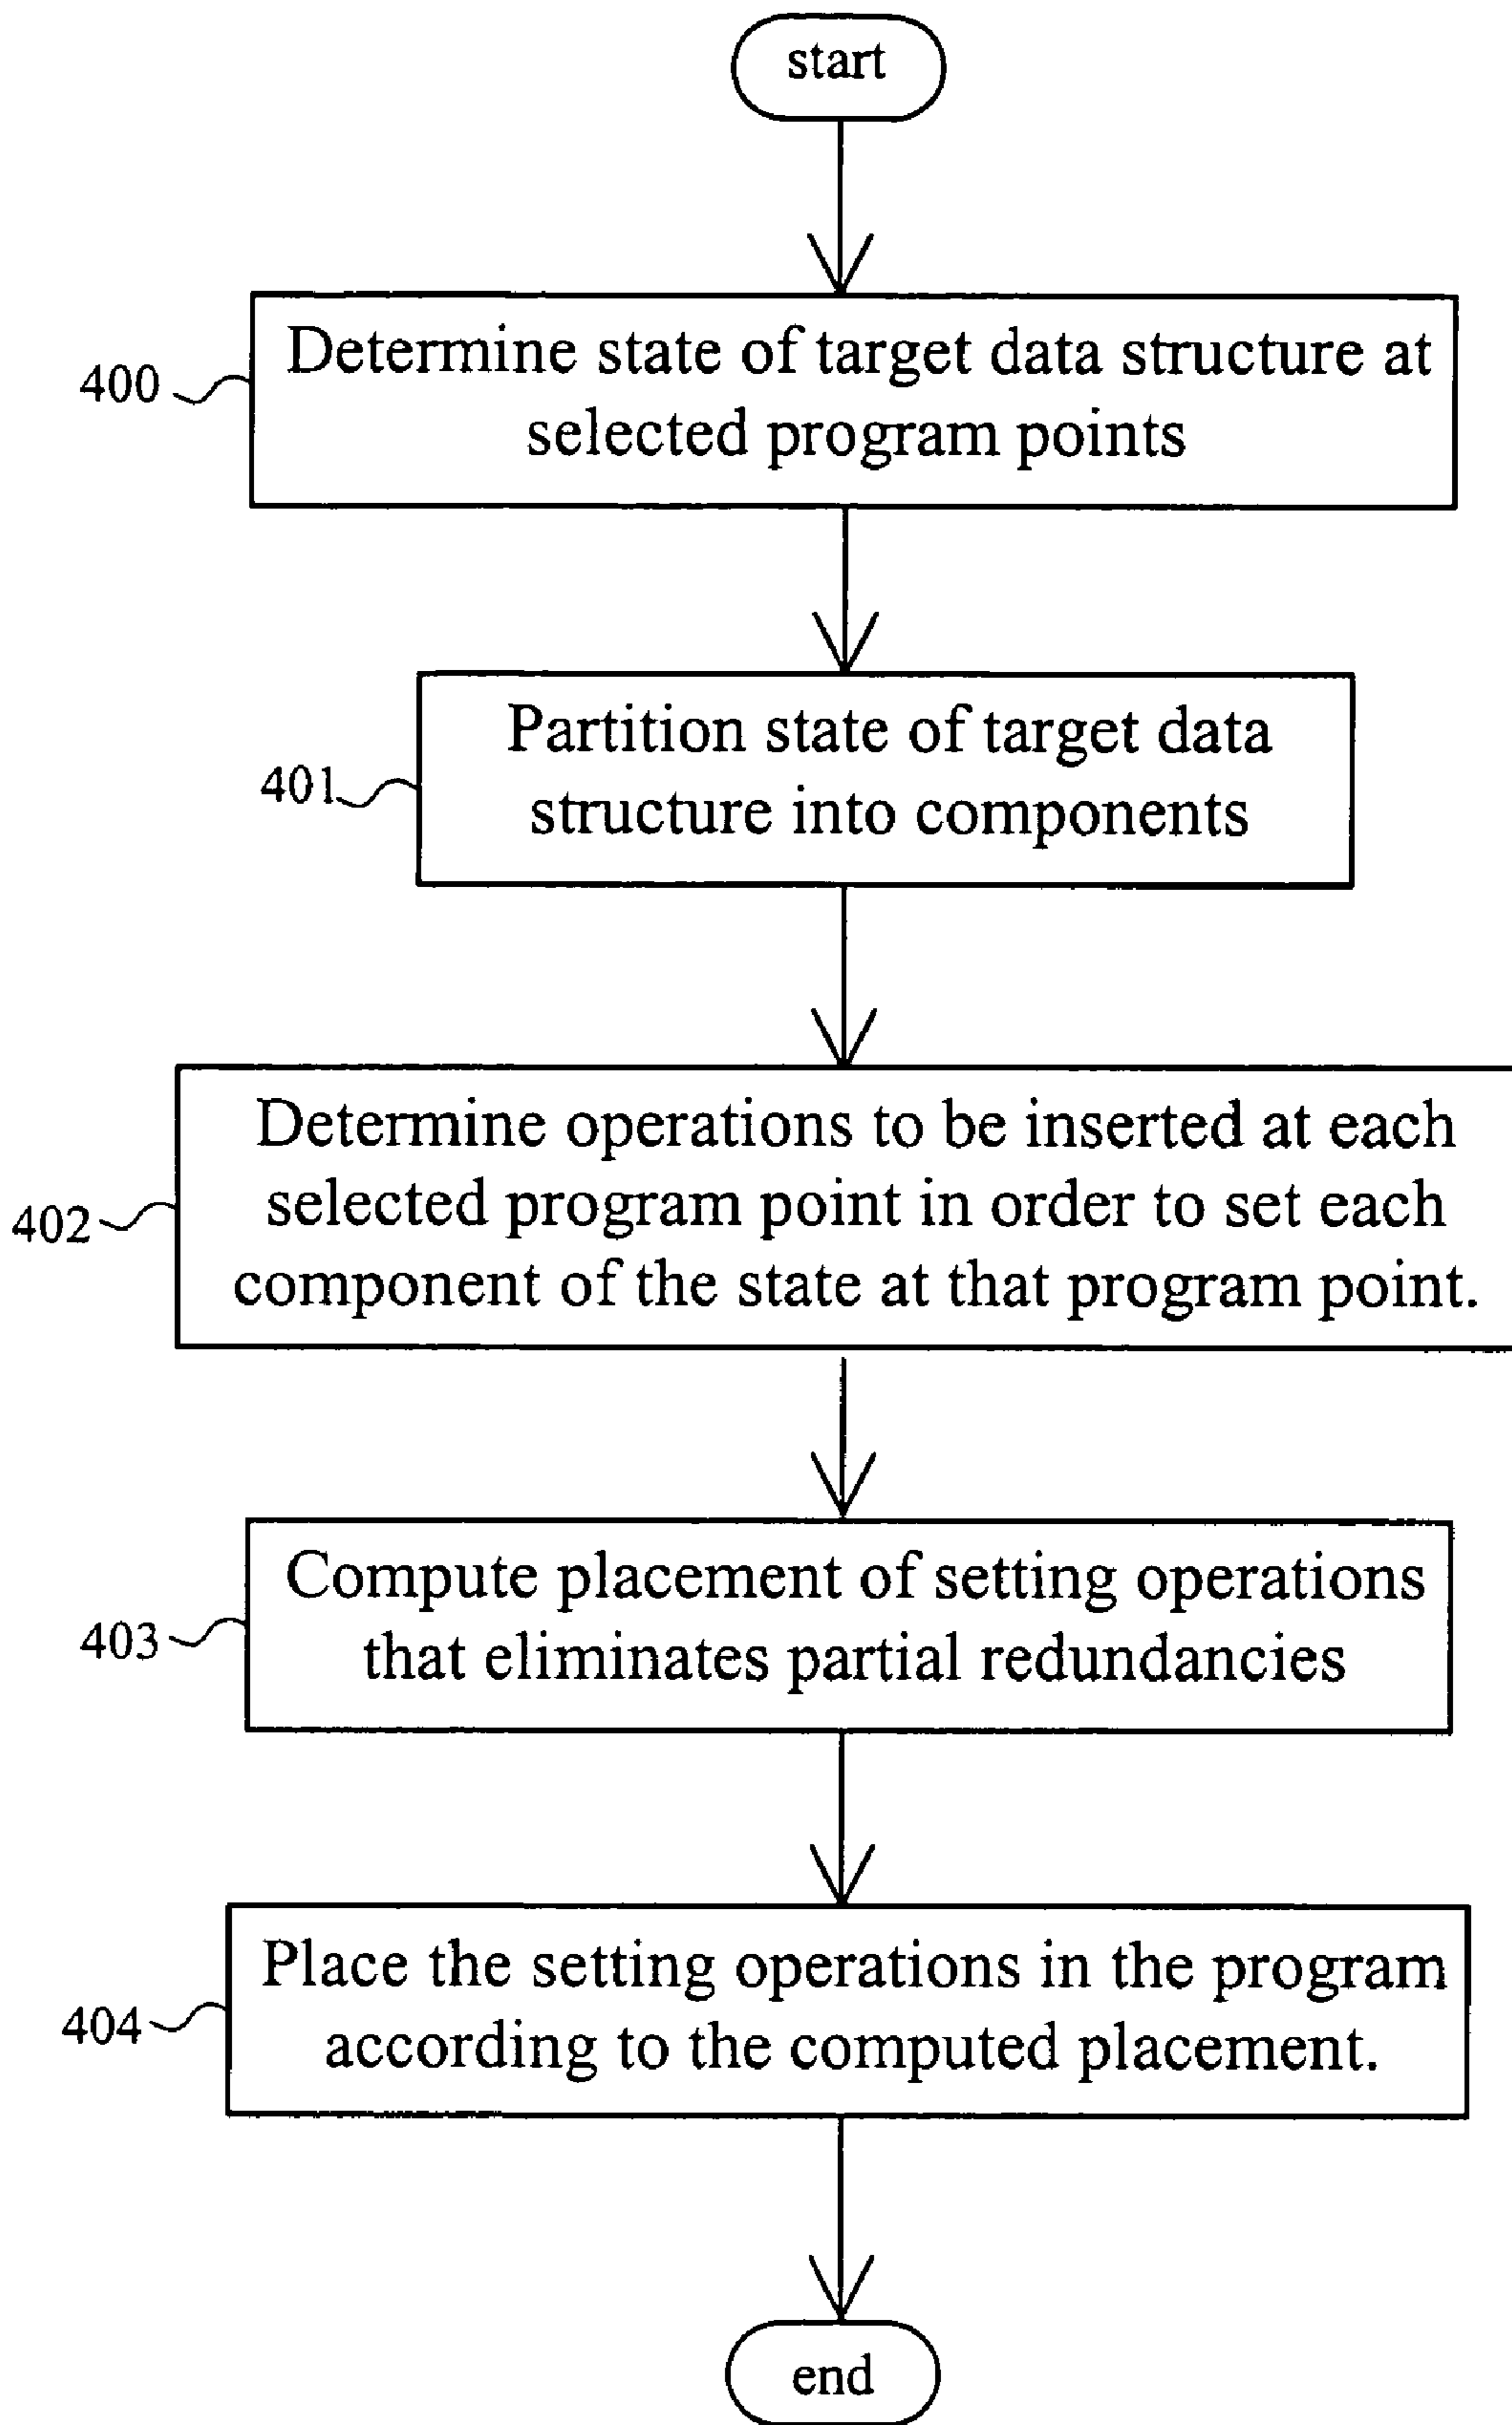 start
400
Determine state of target data structure at
selected program points
401
Partition state of target data
structure into components
402
Determine operations to be inserted at each
selected program point in order to set each
component of the state at that program point.
403
Compute placement of setting operations
that eliminates partial redundancies
404
Place the setting operations in the program
according to the computed placement.
end